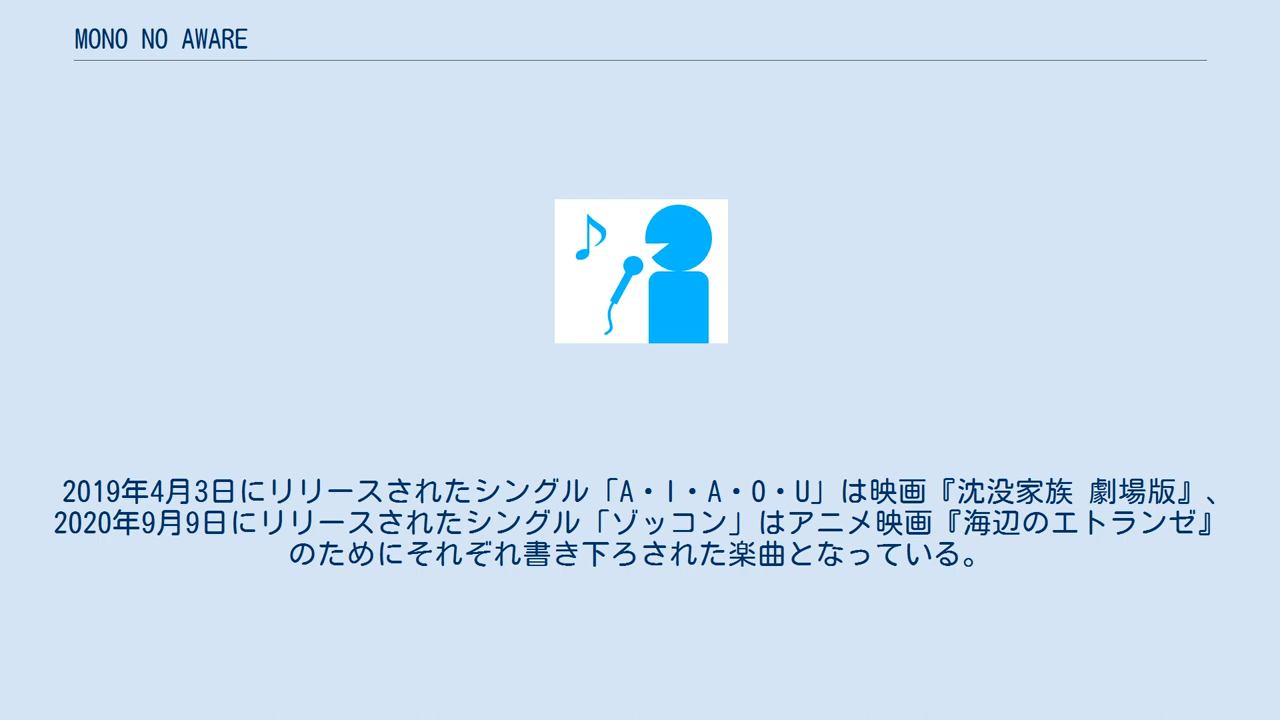 MONO NO AWARE
2019年4月3日にリリースされたシングル「A・I・A・O・U」は映画『沈没家族 劇場版』、
2020年9月9日にリリースされたシングル「ゾッコン」はアニメ映画『海辺のエトランゼ』
のためにそれぞれ書き下ろされた楽曲となっている。